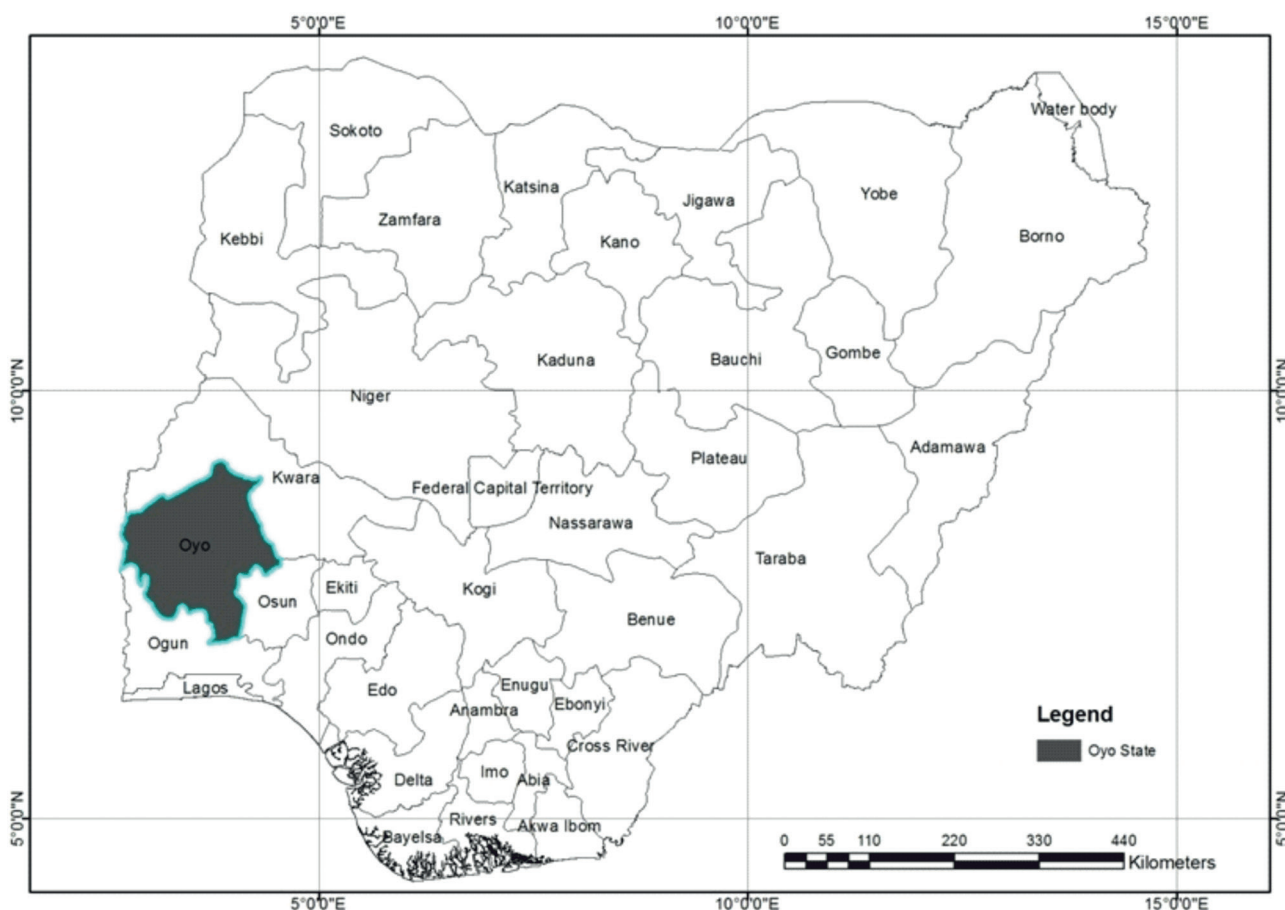 5°0'0"E 10°0'0"E 15°0'0"E
Water body
Sokoto
Katsina
Yobe
Jigawa
Zamfara
Kebbi
Kano
Borno
Gombe
Kaduna
Bauchi
Niger
10°0'0"N
10°0'0"N
Adamawa
Plateau
Kwara
Federal Capital Territory
Nassarawa
Oyo
Taraba
Ekiti
Kogi
Osun
Benue
Ondo
Ogun
Enugu
Lagos
Edo
Ebonyi
Anambra
Legend
Cross River
Oyo State
Imo
Delta
Abia
Rivers
5°0'0"N
5°0'0"N
Akwa Ibom
Bayelsa
0 55 110 220 330 440
Kilometers
5°0'0"E 10°0'0"E 15°0'0"E